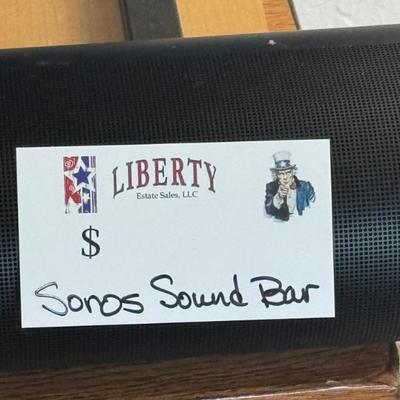 LIBERTY
Estate Sales, LLC
$
Sonos Sound Bar